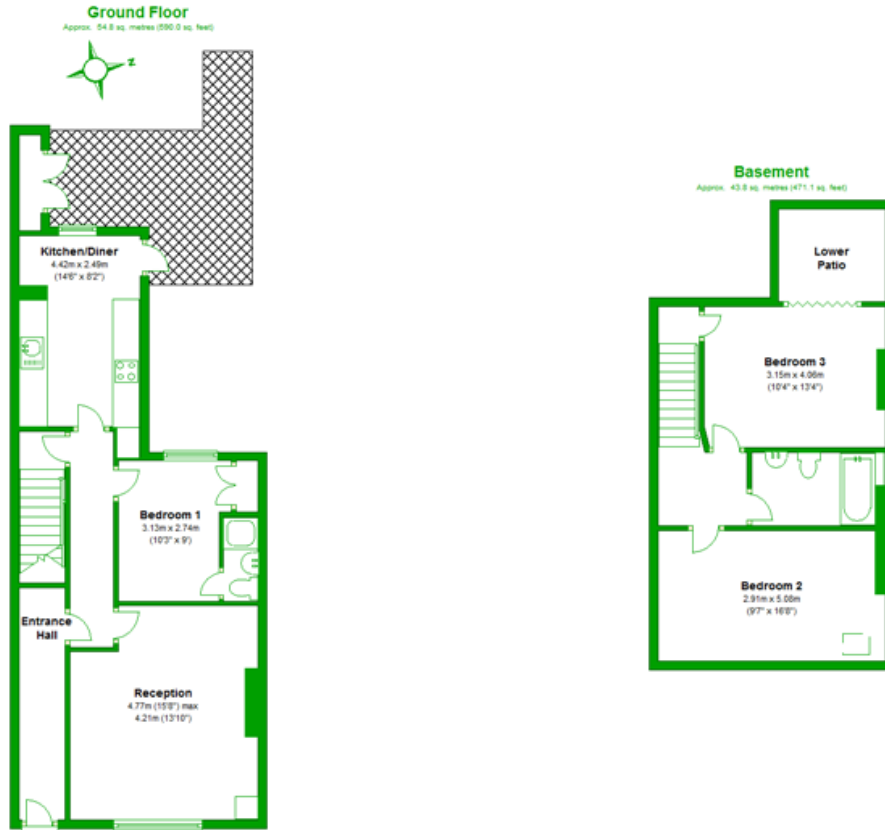 Ground Floor
Approx. 54.8 sq. metres (590.0 sq. feet)
N
Kitchen/Diner
4.42m x 2.49m
(14'6" x 8'2")
Bedroom 1
3.13m x 2.74m
(10'3" x 9')
Entrance
Hall
Reception
4.77m (15'8") max
4.21m (13'10")
Basement
Approx. 43.8 sq. metres (471.1 sq. feet)
Lower
Patio
Bedroom 3
3.15m x 4.06m
(10'4" x 13'4")
Bedroom 2
2.91m x 5.08m
(9'7" x 16'8")